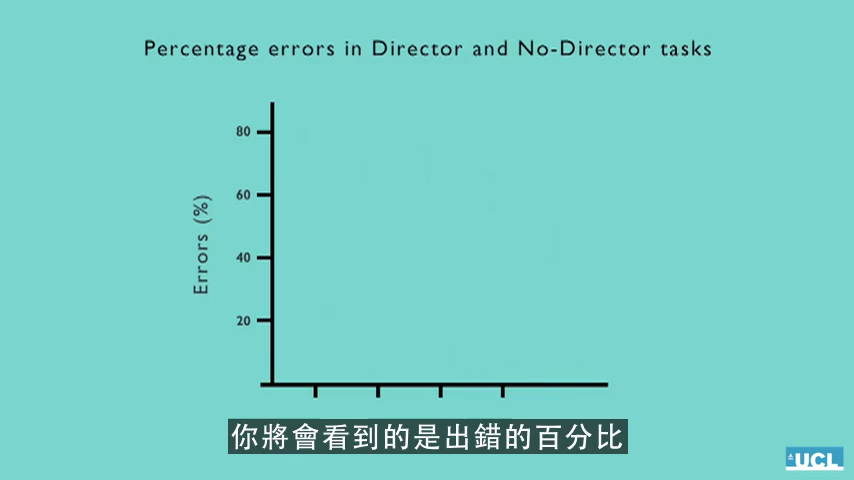 Percentage errors in Director and No-Director tasks
80
60
40
20
Errors (%)
你將會看到的是出錯的百分比
UCL